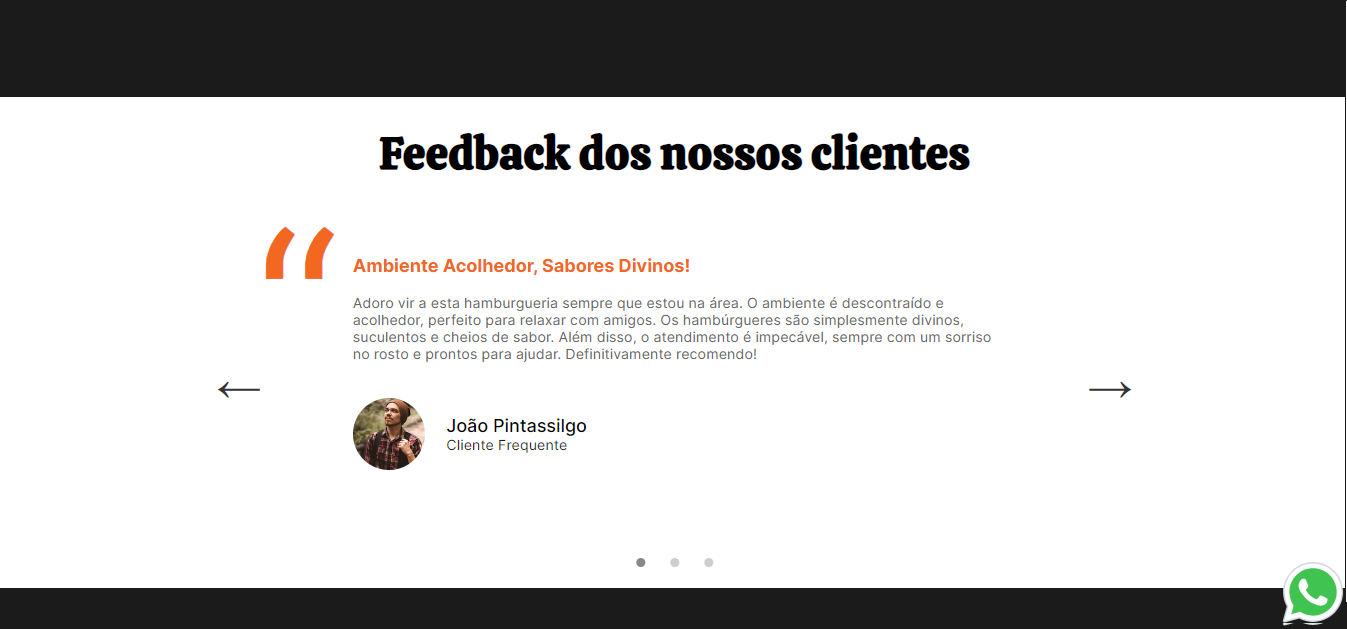 Feedback dos nossos clientes
“
Ambiente Acolhedor, Sabores Divinos!
Adoro vir a esta hamburgueria sempre que estou na área. O ambiente é descontraído e
acolhedor, perfeito para relaxar com amigos. Os hambúrgueres são simplesmente divinos,
suculentos e cheios de sabor. Além disso, o atendimento é impecável, sempre com um sorriso
no rosto e prontos para ajudar. Definitivamente recomendo!
← →
João Pintassilgo
Cliente Frequente